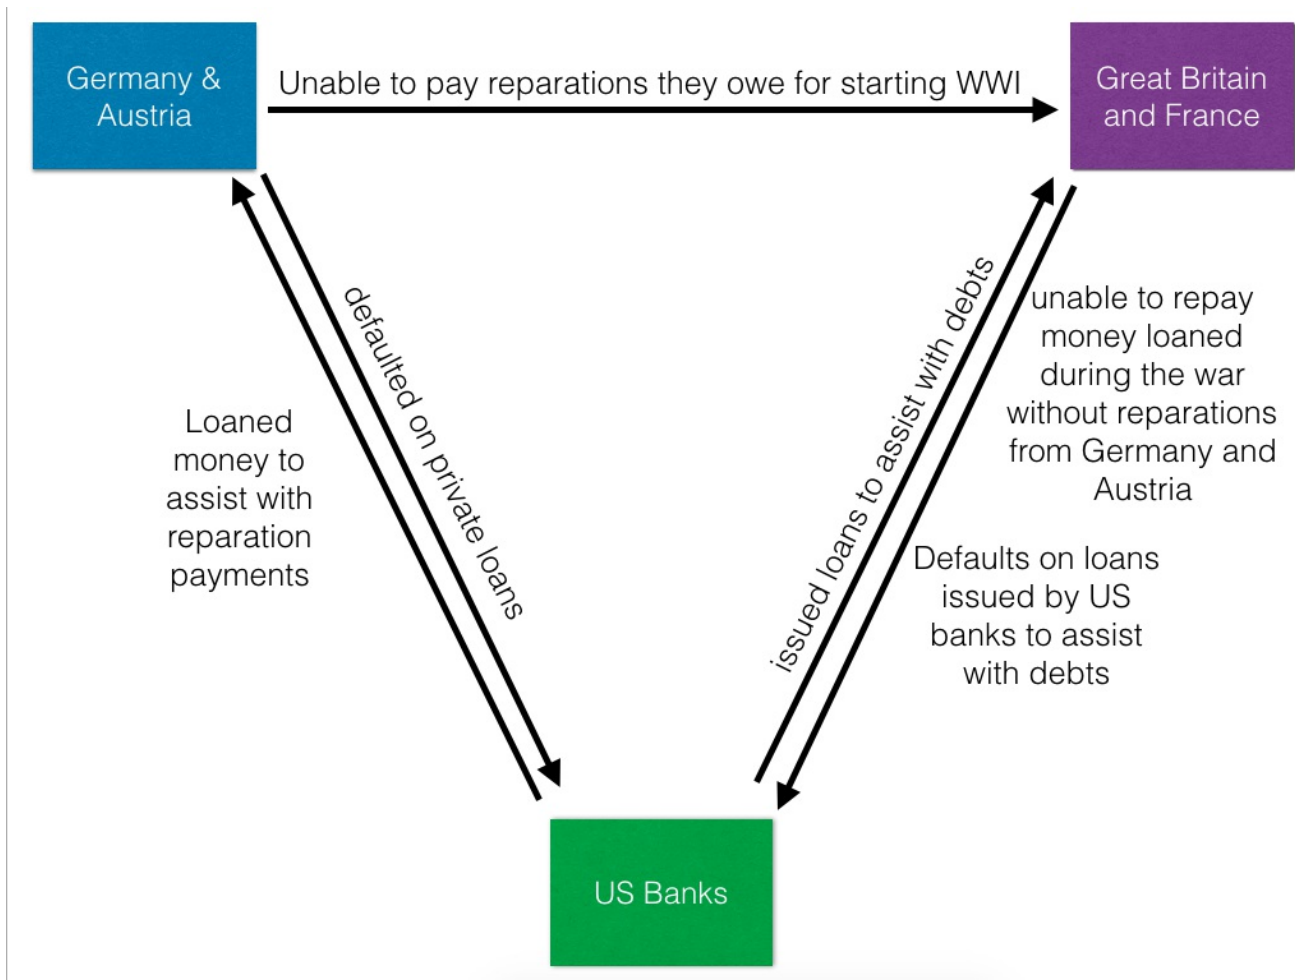 Germany &
Austria
Unable to pay reparations they owe for starting WWI
Great Britain
and France
defaulted on private loans
Loaned
money to
assist with
reparation
payments
issued loans to assist with debts
unable to repay
money loaned
during the war
without reparations
from Germany and
Austria
Defaults on loans
issued by US
banks to assist
with debts
US Banks